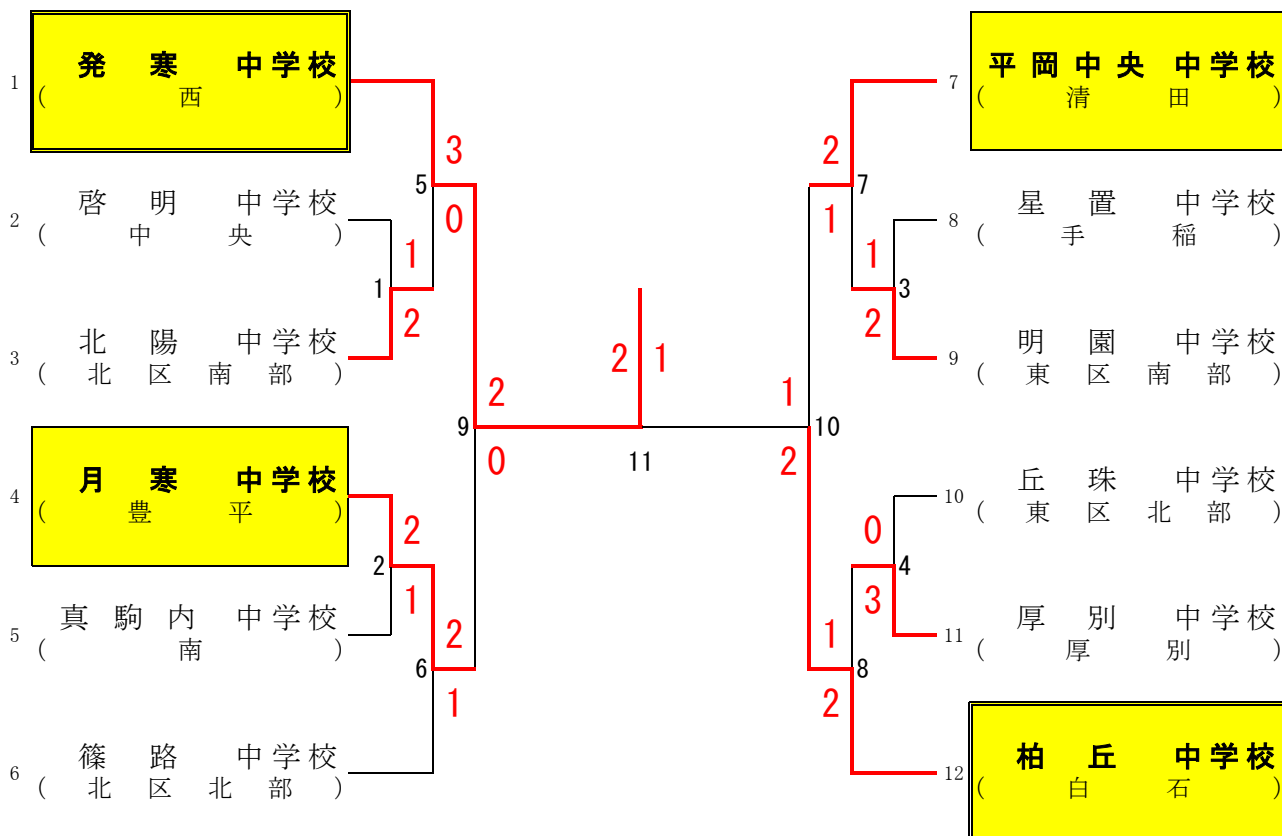 1
発寒 中学校
( 西 )
2
啓明 中学校
( 中央 )
3
北陽 中学校
( 北区南部 )
4
月寒 中学校
( 豊平 )
5
真駒内 中学校
( 南 )
6
篠路 中学校
( 北区北部 )
3
5
0
1
1
2
2
2
1
2
6
1
2
9
0
2 1
11
1
10
2
2
7
1
1
3
2
0
4
3
1
8
2
7
平岡中央 中学校
( 清田 )
8
星置 中学校
( 手稲 )
9
明園 中学校
( 東区南部 )
10
丘珠 中学校
( 東区北部 )
11
厚別 中学校
( 厚別 )
12
柏丘 中学校
( 白石 )